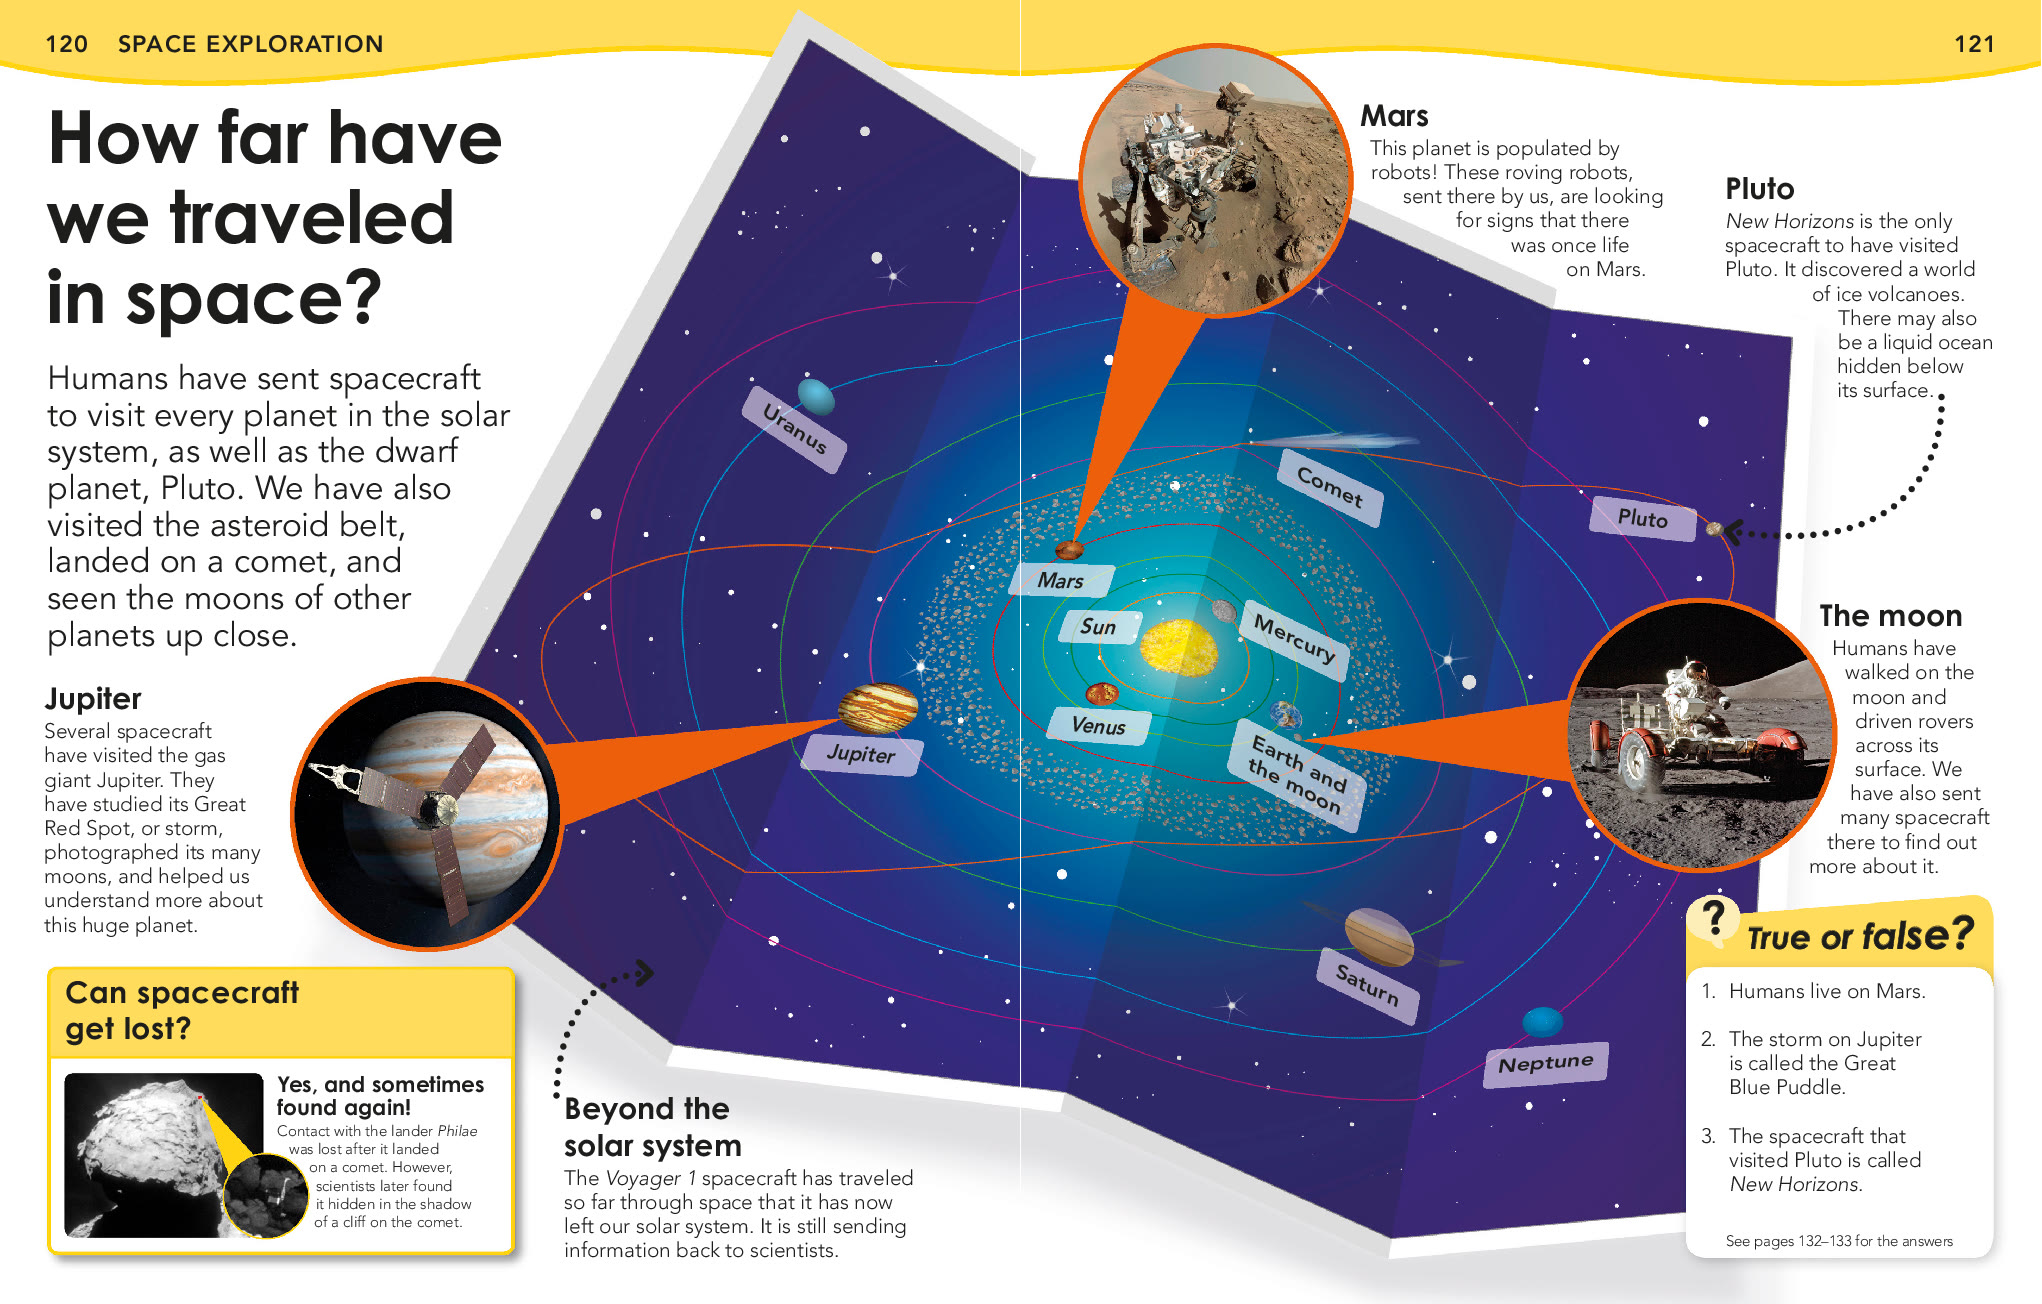 120 SPACE EXPLORATION
121
How far have
we traveled
in space?
Humans have sent spacecraft
to visit every planet in the solar
system, as well as the dwarf
planet, Pluto. We have also
visited the asteroid belt,
landed on a comet, and
seen the moons of other
planets up close.
Jupiter
Several spacecraft
have visited the gas
giant Jupiter. They
have studied its Great
Red Spot, or storm,
photographed its many
moons, and helped us
understand more about
this huge planet.
Can spacecraft
get lost?
Yes, and sometimes
found again!
Contact with the lander Philae
was lost after it landed
on a comet. However,
scientists later found
it hidden in the shadow
of a cliff on the comet.
Beyond the
solar system
The Voyager 1 spacecraft has traveled
so far through space that it has now
left our solar system. It is still sending
information back to scientists.
Uranus
Comet
Pluto
Mars
Sun
Mercury
Venus
Jupiter
Earth and
the moon
Saturn
Neptune
Mars
This planet is populated by
robots! These roving robots,
sent there by us, are looking
for signs that there
was once life
on Mars.
Pluto
New Horizons is the only
spacecraft to have visited
Pluto. It discovered a world
of ice volcanoes.
There may also
be a liquid ocean
hidden below
its surface.
The moon
Humans have
walked on the
moon and
driven rovers
across its
surface. We
have also sent
many spacecraft
there to find out
more about it.
?
True or false?
1. Humans live on Mars.
2. The storm on Jupiter
is called the Great
Blue Puddle.
3. The spacecraft that
visited Pluto is called
New Horizons.
See pages 132–133 for the answers